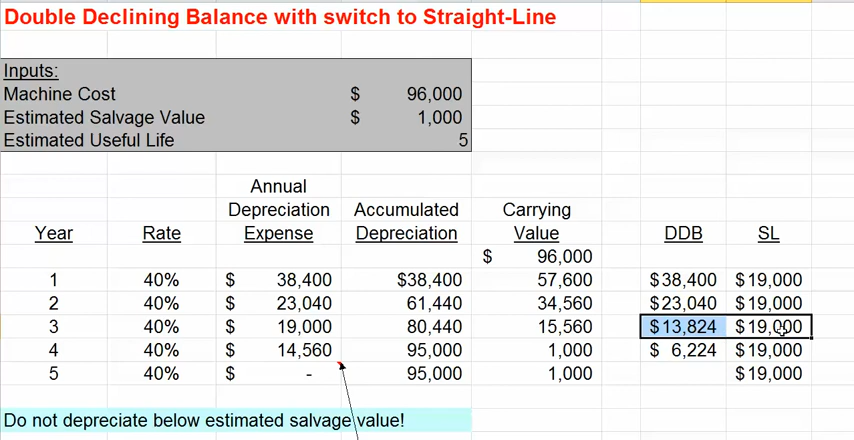 Double Declining Balance with switch to Straight-Line
Inputs:
Machine Cost $ 96,000
Estimated Salvage Value $ 1,000
Estimated Useful Life 5
Annual
Depreciation Accumulated Carrying
Year Rate Expense Depreciation Value DDB SL
$ 96,000
1 40% $ 38,400 $38,400 57,600 $38,400 $19,000
2 40% $ 23,040 61,440 34,560 $23,040 $19,000
3 40% $ 19,000 80,440 15,560 $13,824 $19,000
4 40% $ 14,560 95,000 1,000 $ 6,224 $19,000
5 40% $ - 95,000 1,000 $19,000
Do not depreciate below estimated salvage value!